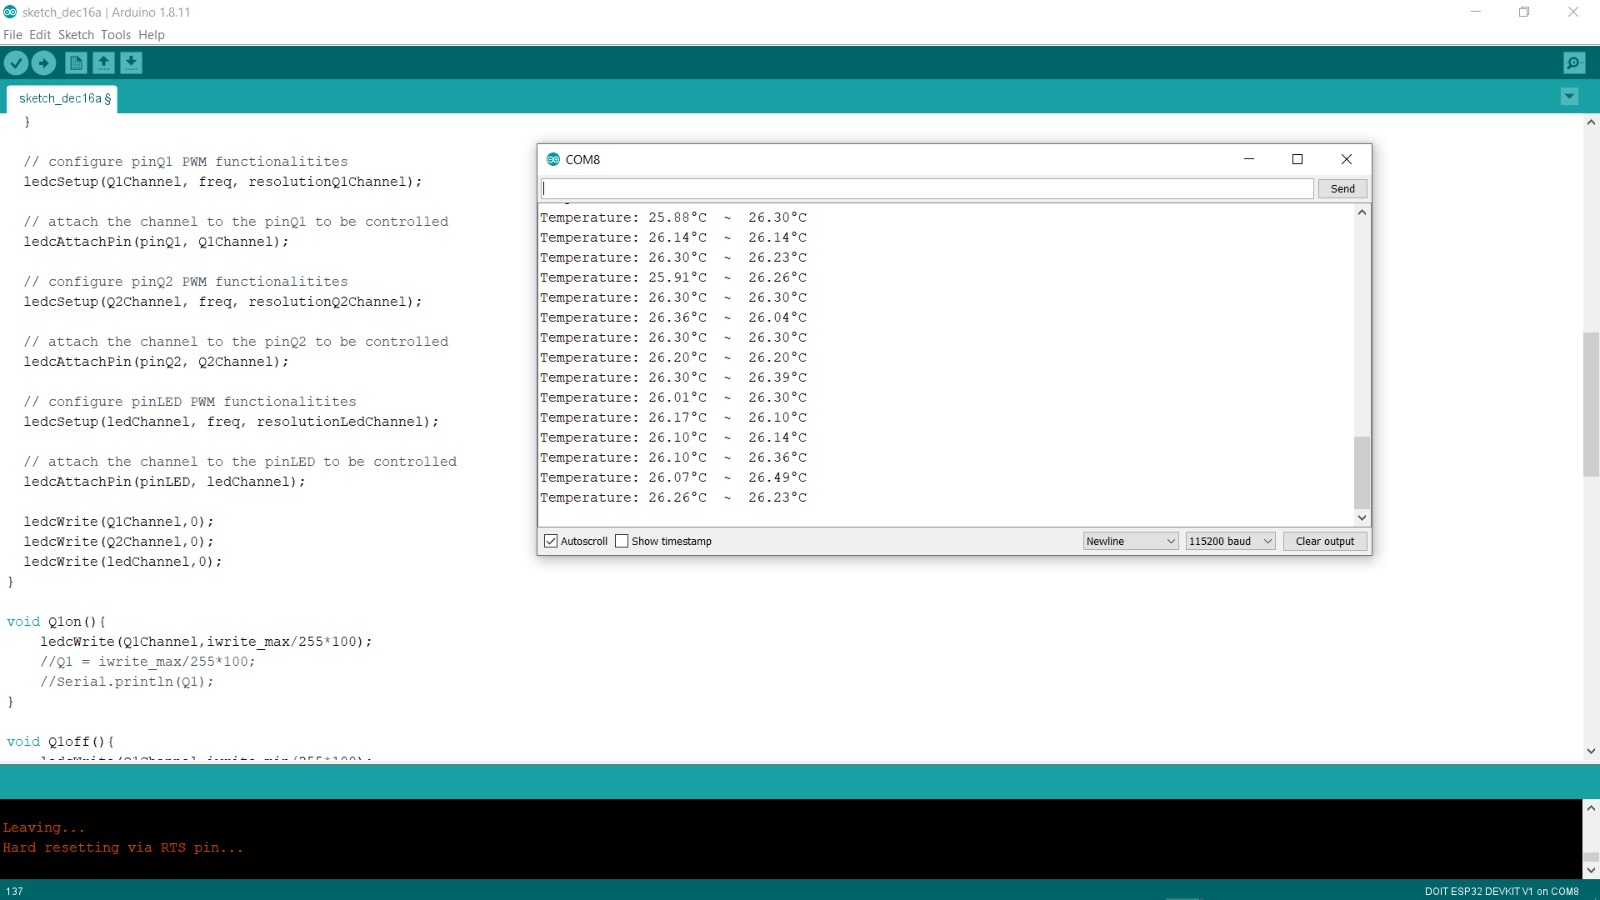 sketch_dec16a | Arduino 1.8.11
File Edit Sketch Tools Help
sketch_dec16a §
}
// configure pinQ1 PWM functionalitites
ledcSetup(Q1Channel, freq, resolutionQ1Channel);
// attach the channel to the pinQ1 to be controlled
ledcAttachPin(pinQ1, Q1Channel);
// configure pinQ2 PWM functionalitites
ledcSetup(Q2Channel, freq, resolutionQ2Channel);
// attach the channel to the pinQ2 to be controlled
ledcAttachPin(pinQ2, Q2Channel);
// configure pinLED PWM functionalitites
ledcSetup(ledChannel, freq, resolutionLedChannel);
// attach the channel to the pinLED to be controlled
ledcAttachPin(pinLED, ledChannel);
ledcWrite(Q1Channel,0);
ledcWrite(Q2Channel,0);
ledcWrite(ledChannel,0);
}
void Q1on(){
ledcWrite(Q1Channel,iwrite_max/255*100);
//Q1 = iwrite_max/255*100;
//Serial.println(Q1);
}
void Q1off(){
COM8
Send
Temperature: 25.88°C ~ 26.30°C
Temperature: 26.14°C ~ 26.14°C
Temperature: 26.30°C ~ 26.23°C
Temperature: 25.91°C ~ 26.26°C
Temperature: 26.30°C ~ 26.30°C
Temperature: 26.36°C ~ 26.04°C
Temperature: 26.30°C ~ 26.30°C
Temperature: 26.20°C ~ 26.20°C
Temperature: 26.30°C ~ 26.39°C
Temperature: 26.01°C ~ 26.30°C
Temperature: 26.17°C ~ 26.10°C
Temperature: 26.10°C ~ 26.14°C
Temperature: 26.10°C ~ 26.36°C
Temperature: 26.07°C ~ 26.49°C
Temperature: 26.26°C ~ 26.23°C
Autoscroll Show timestamp Newline 115200 baud Clear output
Leaving...
Hard resetting via RTS pin...
137 DOIT ESP32 DEVKIT V1 on COM8